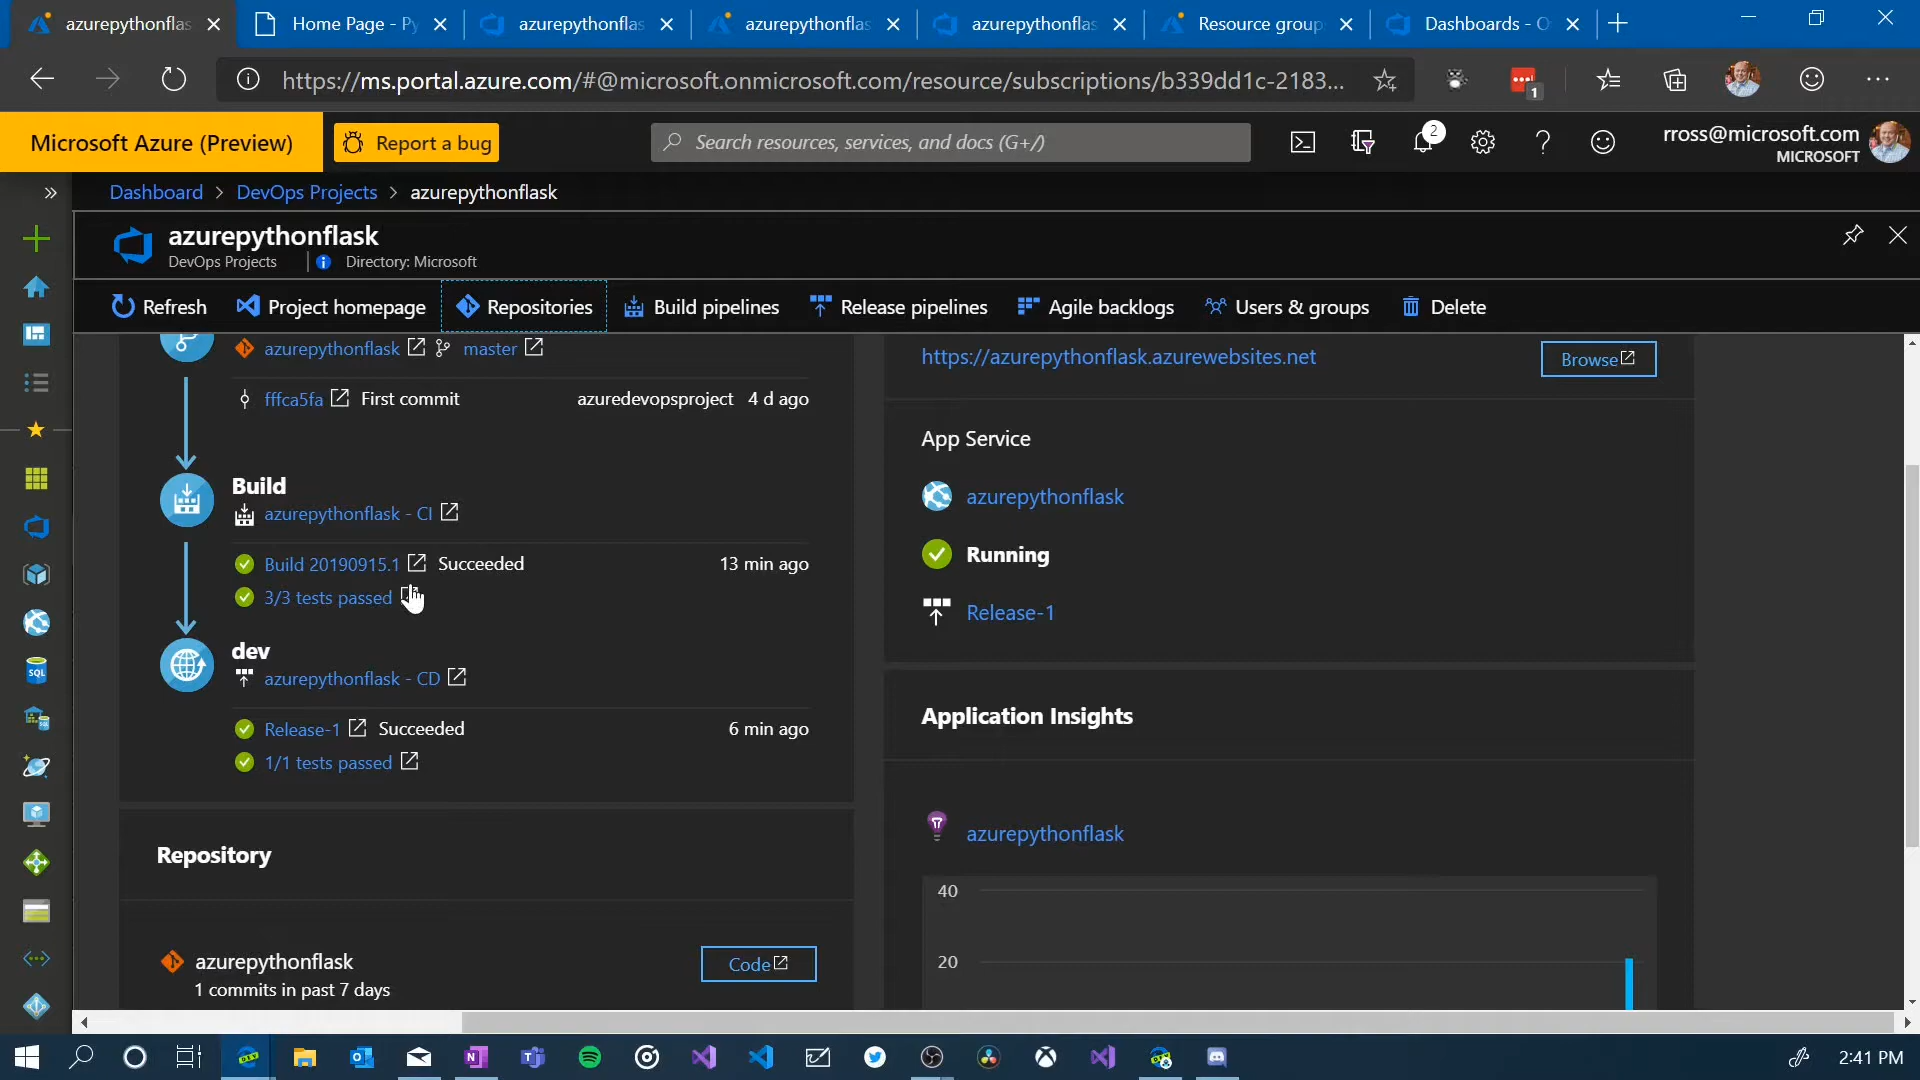 azurepythonflas
Home Page - Py
azurepythonflas
azurepythonflas
azurepythonflas
Resource group
Dashboards - O
https://ms.portal.azure.com/#@microsoft.onmicrosoft.com/resource/subscriptions/b339dd1c-2183...
1
Microsoft Azure (Preview)
Report a bug
Search resources, services, and docs (G+/)
2
rross@microsoft.com
MICROSOFT
Dashboard > DevOps Projects > azurepythonflask
azurepythonflask
DevOps Projects
Directory: Microsoft
Refresh
Project homepage
Repositories
Build pipelines
Release pipelines
Agile backlogs
Users & groups
Delete
azurepythonflask master
fffca5fa First commit azuredevopsproject 4 d ago
Build
azurepythonflask - CI
Build 20190915.1 Succeeded 13 min ago
3/3 tests passed
dev
azurepythonflask - CD
Release-1 Succeeded 6 min ago
1/1 tests passed
Repository
azurepythonflask
1 commits in past 7 days
Code
https://azurepythonflask.azurewebsites.net
Browse
App Service
azurepythonflask
Running
Release-1
Application Insights
azurepythonflask
40
20
SQL
DEV
2:41 PM